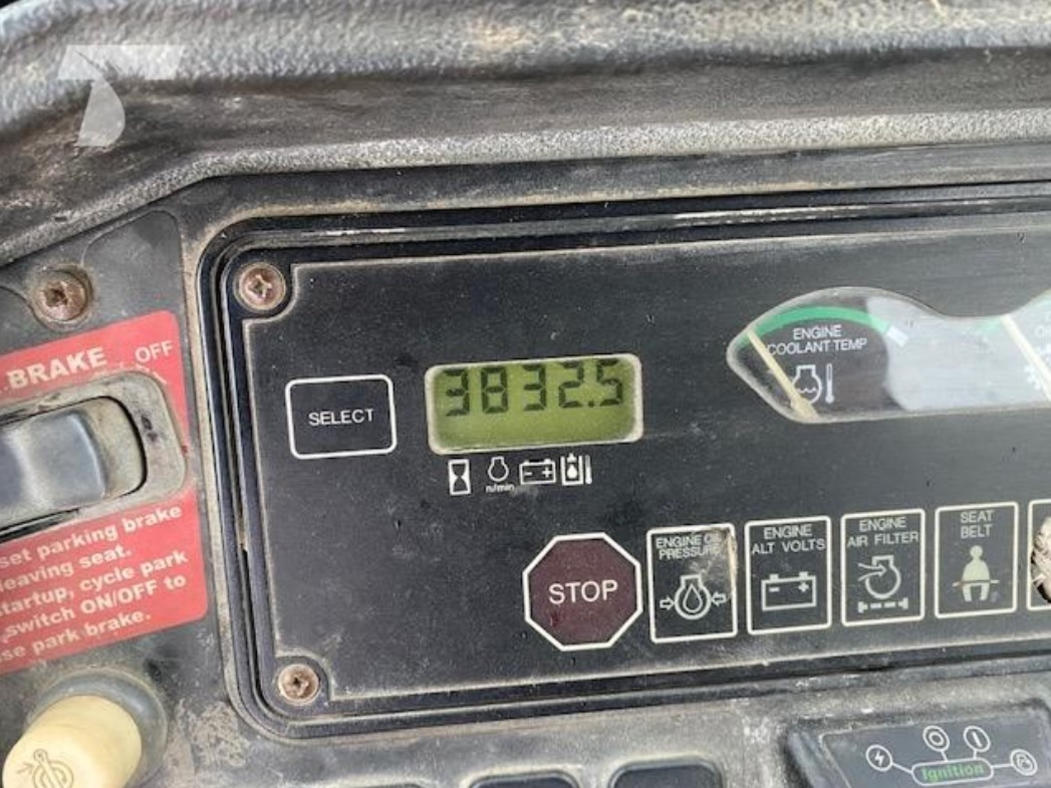 BRAKE
OFF
set parking brake
leaving seat.
startup, cycle park
switch ON/OFF to
park brake.
SELECT
3832.5
n/min
STOP
ENGINE
COOLANT TEMP
ENGINE OIL
PRESSURE
ENGINE
ALT VOLTS
ENGINE
AIR FILTER
SEAT
BELT
Ignition